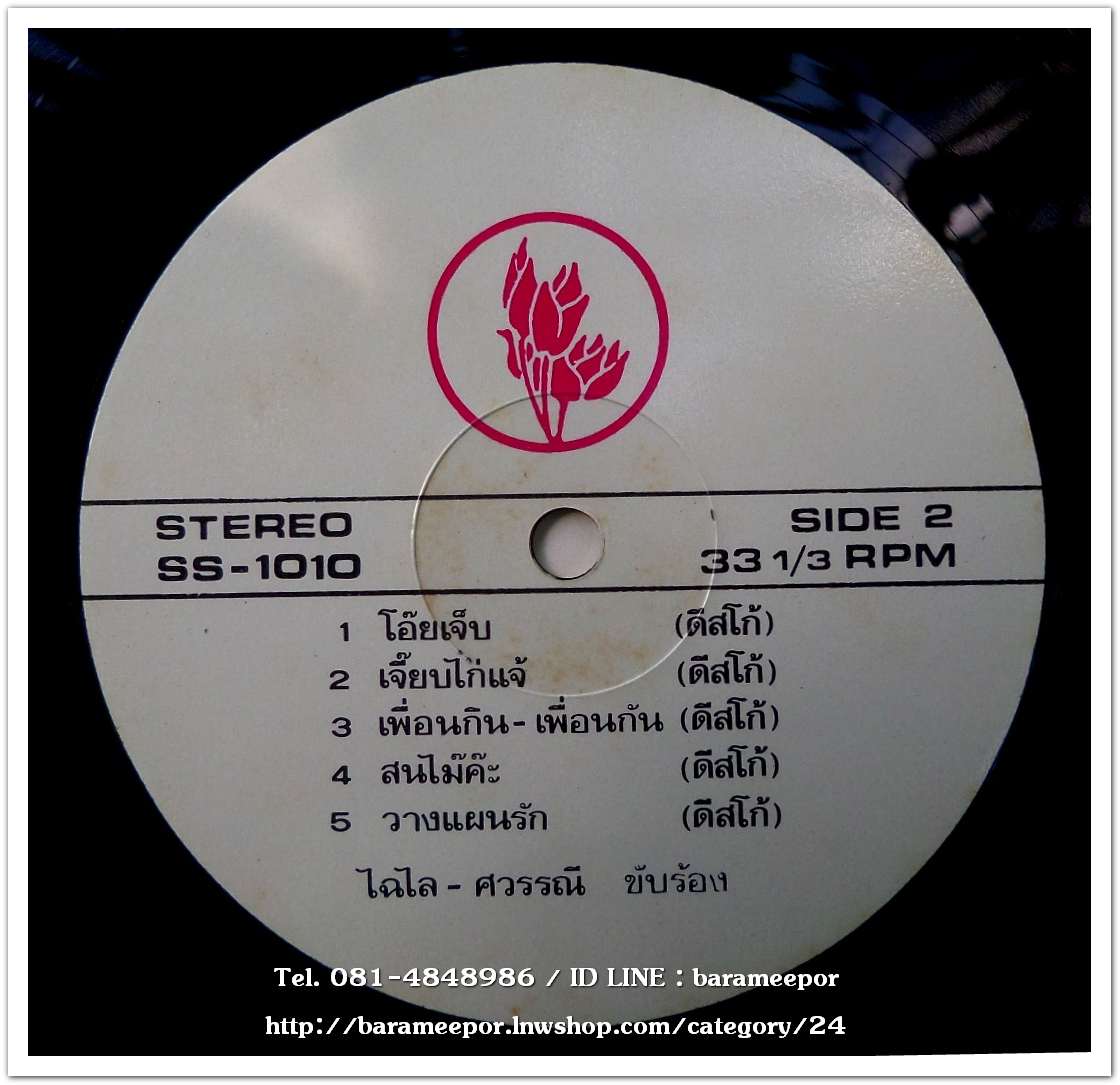 STEREO
SS-1010
SIDE 2
33 1/3 RPM
1 โอ๊ยเจ็บ (ดีสโก้)
2 เจี๊ยบไก่แจ้ (ดีสโก้)
3 เพื่อนกิน - เพื่อนกัน (ดีสโก้)
4 สนไม๊ค๊ะ (ดีสโก้)
5 วางแผนรัก (ดีสโก้)
ไฉไล - ศวรรณี ขับร้อง
Tel. 081-4848986 / ID LINE : barameepor
http://barameepor.lnwshop.com/category/24